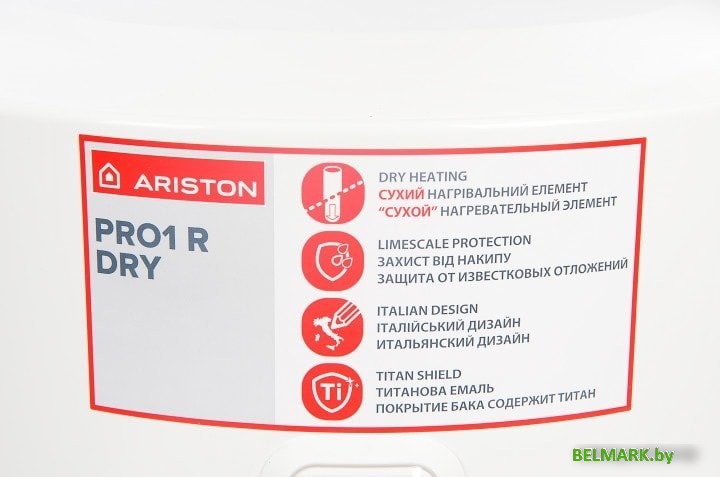 ARISTON
PRO1 R
DRY
DRY HEATING
СУХИЙ НАГРІВАЛЬНИЙ ЕЛЕМЕНТ
“СУХОЙ” НАГРЕВАТЕЛЬНЫЙ ЭЛЕМЕНТ
LIMESCALE PROTECTION
ЗАХИСТ ВІД НАКИПУ
ЗАЩИТА ОТ ИЗВЕСТКОВЫХ ОТЛОЖЕНИЙ
ITALIAN DESIGN
ІТАЛІЙСЬКИЙ ДИЗАЙН
ИТАЛЬЯНСКИЙ ДИЗАЙН
Ti
TITAN SHIELD
ТИТАНОВА ЕМАЛЬ
ПОКРЫТИЕ БАКА СОДЕРЖИТ ТИТАН
BELMARK.by